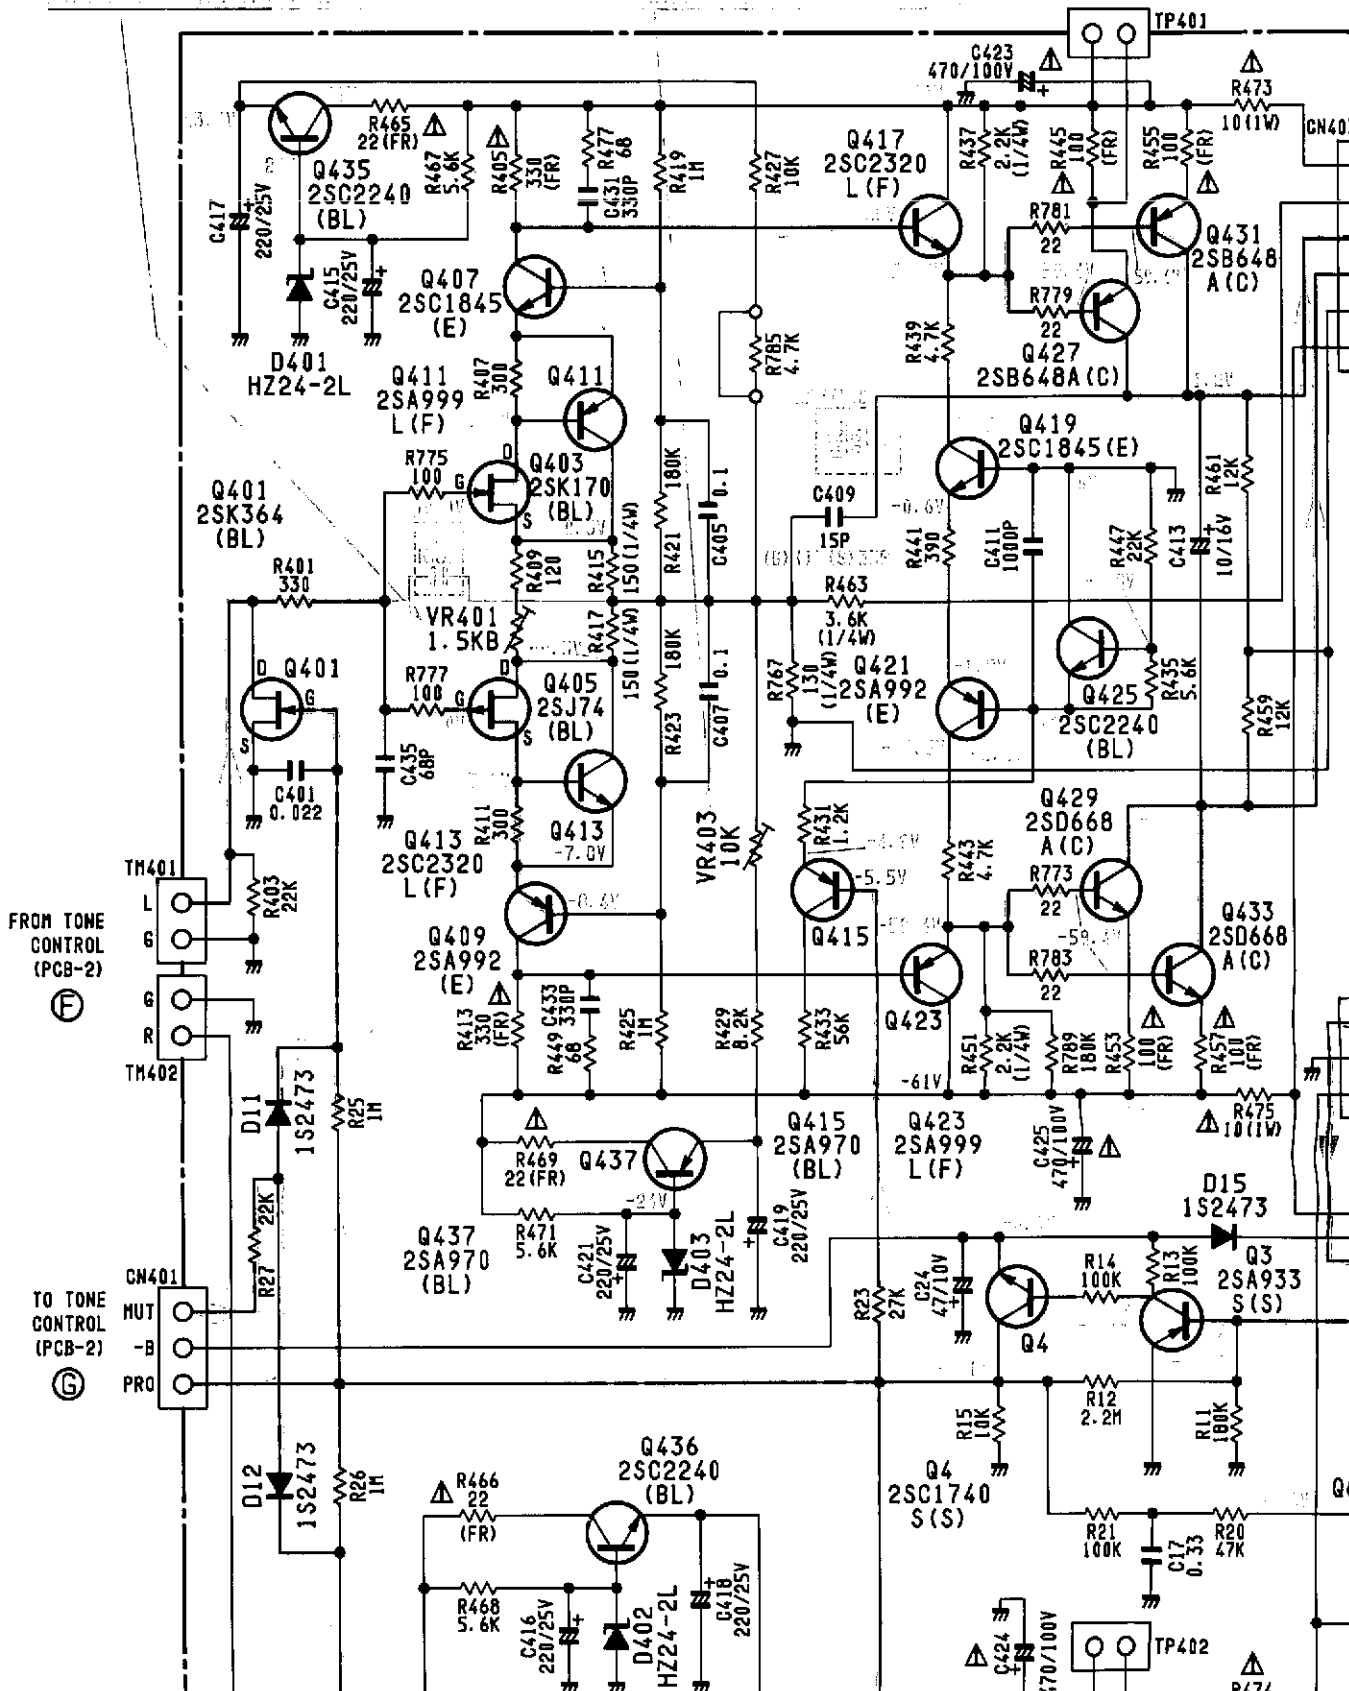 TP401
C423
470/100V
R473
10(1W)
R465
22(FR)
R467
5.6K
R405
330
(FR)
R477
68
C431
330P
R419
1M
R427
10K
Q417
2SC2320
L(F)
R437
2.2K
(1/4W)
R445
100
(FR)
R455
100
(FR)
Q435
2SC2240
(BL)
C417
220/25V
C415
220/25V
D401
HZ24-2L
Q407
2SC1845
(E)
R781
22
R779
22
Q431
2SB648
A(C)
Q427
2SB648A(C)
R439
4.7K
R785
4.7K
R407
300
Q411
2SA999
L(F)
Q411
R775
100
D
G
S
Q403
2SK170
(BL)
Q401
2SK364
(BL)
180K
R421
0.1
C405
C409
15P
Q419
2SC1845(E)
-0.6V
R441
390
C411
1000P
R447
22K
C413
10/16V
R461
12K
R401
330
R409
120
R415
150(1/4W)
VR401
1.5KB
R417
150(1/4W)
R463
3.6K
(1/4W)
180K
R423
0.1
C407
R767
130
(1/4W)
Q421
2SA992
(E)
Q425
2SC2240
(BL)
R435
5.6K
R459
12K
D
Q401
G
S
R777
100
D
G
S
Q405
2SJ74
(BL)
C401
0.022
C435
68P
R411
300
Q413
-7.0V
Q413
2SC2320
L(F)
VR403
10K
R431
1.2K
-5.5V
Q415
R443
4.7K
Q429
2SD668
A(C)
R773
22
R783
22
Q433
2SD668
A(C)
TM401
L
G
R403
22K
FROM TONE
CONTROL
(PCB-2)
F
G
R
TM402
Q409
2SA992
(E)
R413
330
(FR)
C433
330P
R449
68
R425
1M
R429
8.2K
R433
56K
Q423
R451
2.2K
(1/4W)
R789
180K
R453
100
(FR)
R457
100
(FR)
-61V
D11
1S2473
R25
1M
R469
22(FR)
Q437
Q415
2SA970
(BL)
Q423
2SA999
L(F)
C425
470/100V
R475
10(1W)
R471
5.6K
-24V
Q437
2SA970
(BL)
C421
220/25V
D403
HZ24-2L
C419
220/25V
D15
1S2473
R27
22K
CN401
MUT
-B
PRO
TO TONE
CONTROL
(PCB-2)
G
R23
27K
C24
47/10V
Q4
R14
100K
R13
100K
Q3
2SA933
S(S)
R15
10K
R12
2.2M
R11
180K
D12
1S2473
R26
1M
R466
22
(FR)
Q436
2SC2240
(BL)
Q4
2SC1740
S(S)
R21
100K
C17
0.33
R20
47K
R468
5.6K
C416
220/25V
D402
HZ24-2L
C418
220/25V
C424
TP402